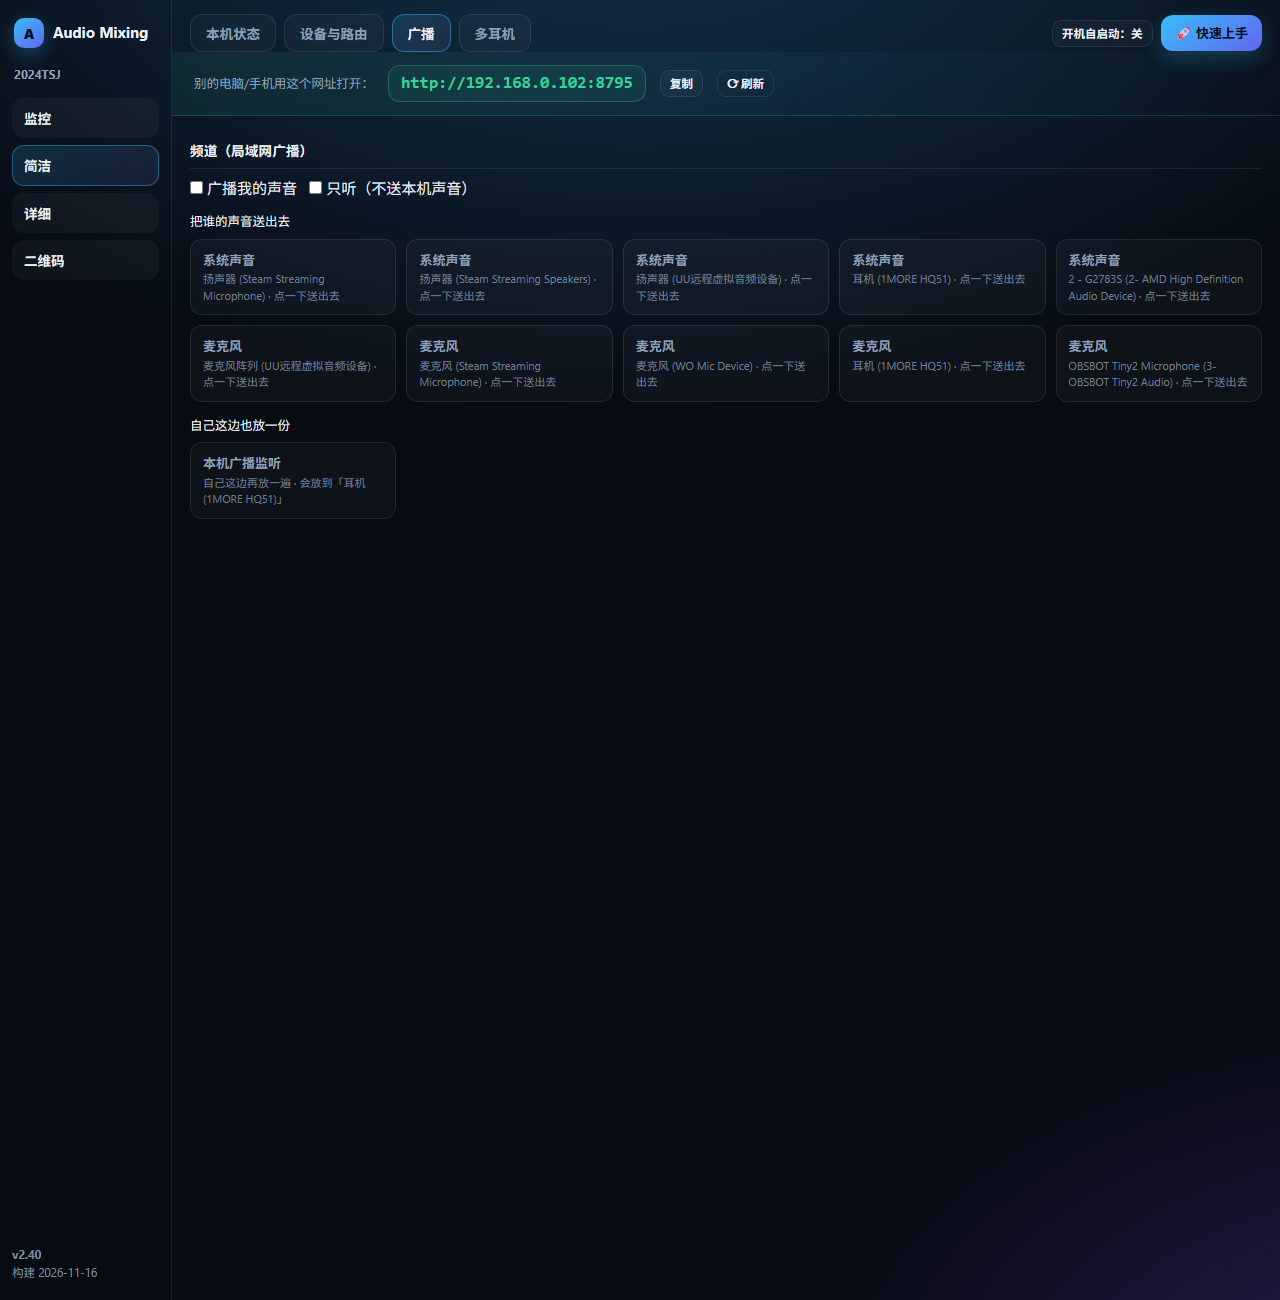 A Audio Mixing
2024TSJ
监控
简洁
详细
二维码
v2.40
构建 2026-11-16
本机状态
设备与路由
广播
多耳机
开机自启动：关
🚀 快速上手
别的电脑/手机用这个网址打开：
http://192.168.0.102:8795
复制
⟳ 刷新
频道（局域网广播）
广播我的声音
只听（不送本机声音）
把谁的声音送出去
系统声音
扬声器 (Steam Streaming
Microphone) · 点一下送出去
系统声音
扬声器 (Steam Streaming Speakers) ·
点一下送出去
系统声音
扬声器 (UU远程虚拟音频设备) · 点一
下送出去
系统声音
耳机 (1MORE HQ51) · 点一下送出去
系统声音
2 - G2783S (2- AMD High Definition
Audio Device) · 点一下送出去
麦克风
麦克风阵列 (UU远程虚拟音频设备) ·
点一下送出去
麦克风
麦克风 (Steam Streaming
Microphone) · 点一下送出去
麦克风
麦克风 (WO Mic Device) · 点一下送
出去
麦克风
耳机 (1MORE HQ51) · 点一下送出去
麦克风
OBSBOT Tiny2 Microphone (3-
OBSBOT Tiny2 Audio) · 点一下送出去
自己这边也放一份
本机广播监听
自己这边再放一遍 · 会放到「耳机
(1MORE HQ51)」